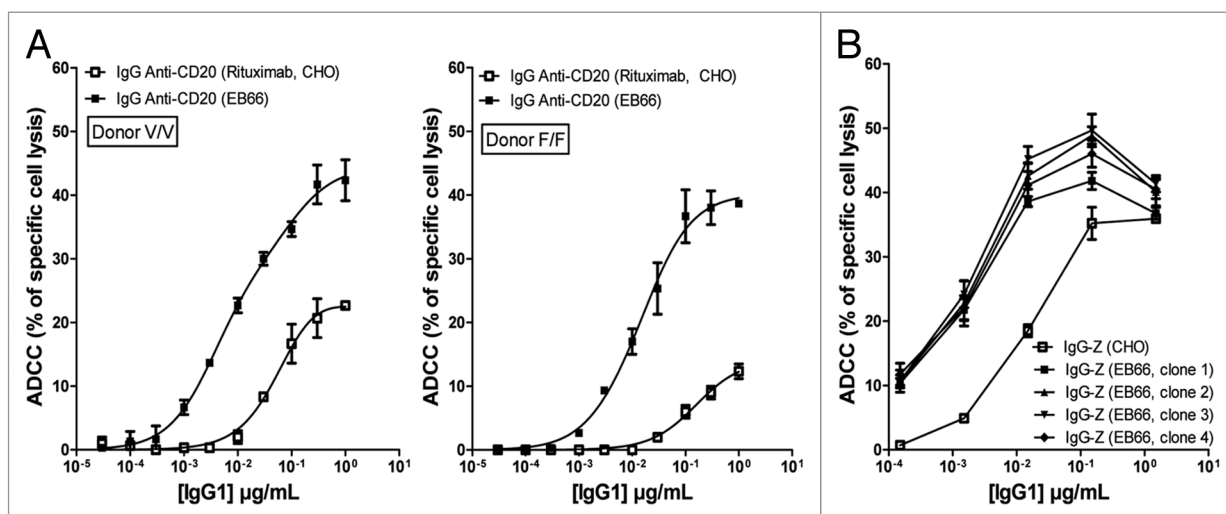 A
IgG Anti-CD20 (Rituximab, CHO)
IgG Anti-CD20 (EB66)
Donor V/V
ADCC (% of specific cell lysis)
60
50
40
30
20
10
0
10-5 10-4 10-3 10-2 10-1 100 101
[IgG1] µg/mL
IgG Anti-CD20 (Rituximab, CHO)
IgG Anti-CD20 (EB66)
Donor F/F
ADCC (% of specific cell lysis)
60
50
40
30
20
10
0
10-5 10-4 10-3 10-2 10-1 100 101
[IgG1] µg/mL
B
ADCC (% of specific cell lysis)
60
50
40
30
20
10
0
IgG-Z (CHO)
IgG-Z (EB66, clone 1)
IgG-Z (EB66, clone 2)
IgG-Z (EB66, clone 3)
IgG-Z (EB66, clone 4)
10-4 10-3 10-2 10-1 100 101
[IgG1] µg/mL